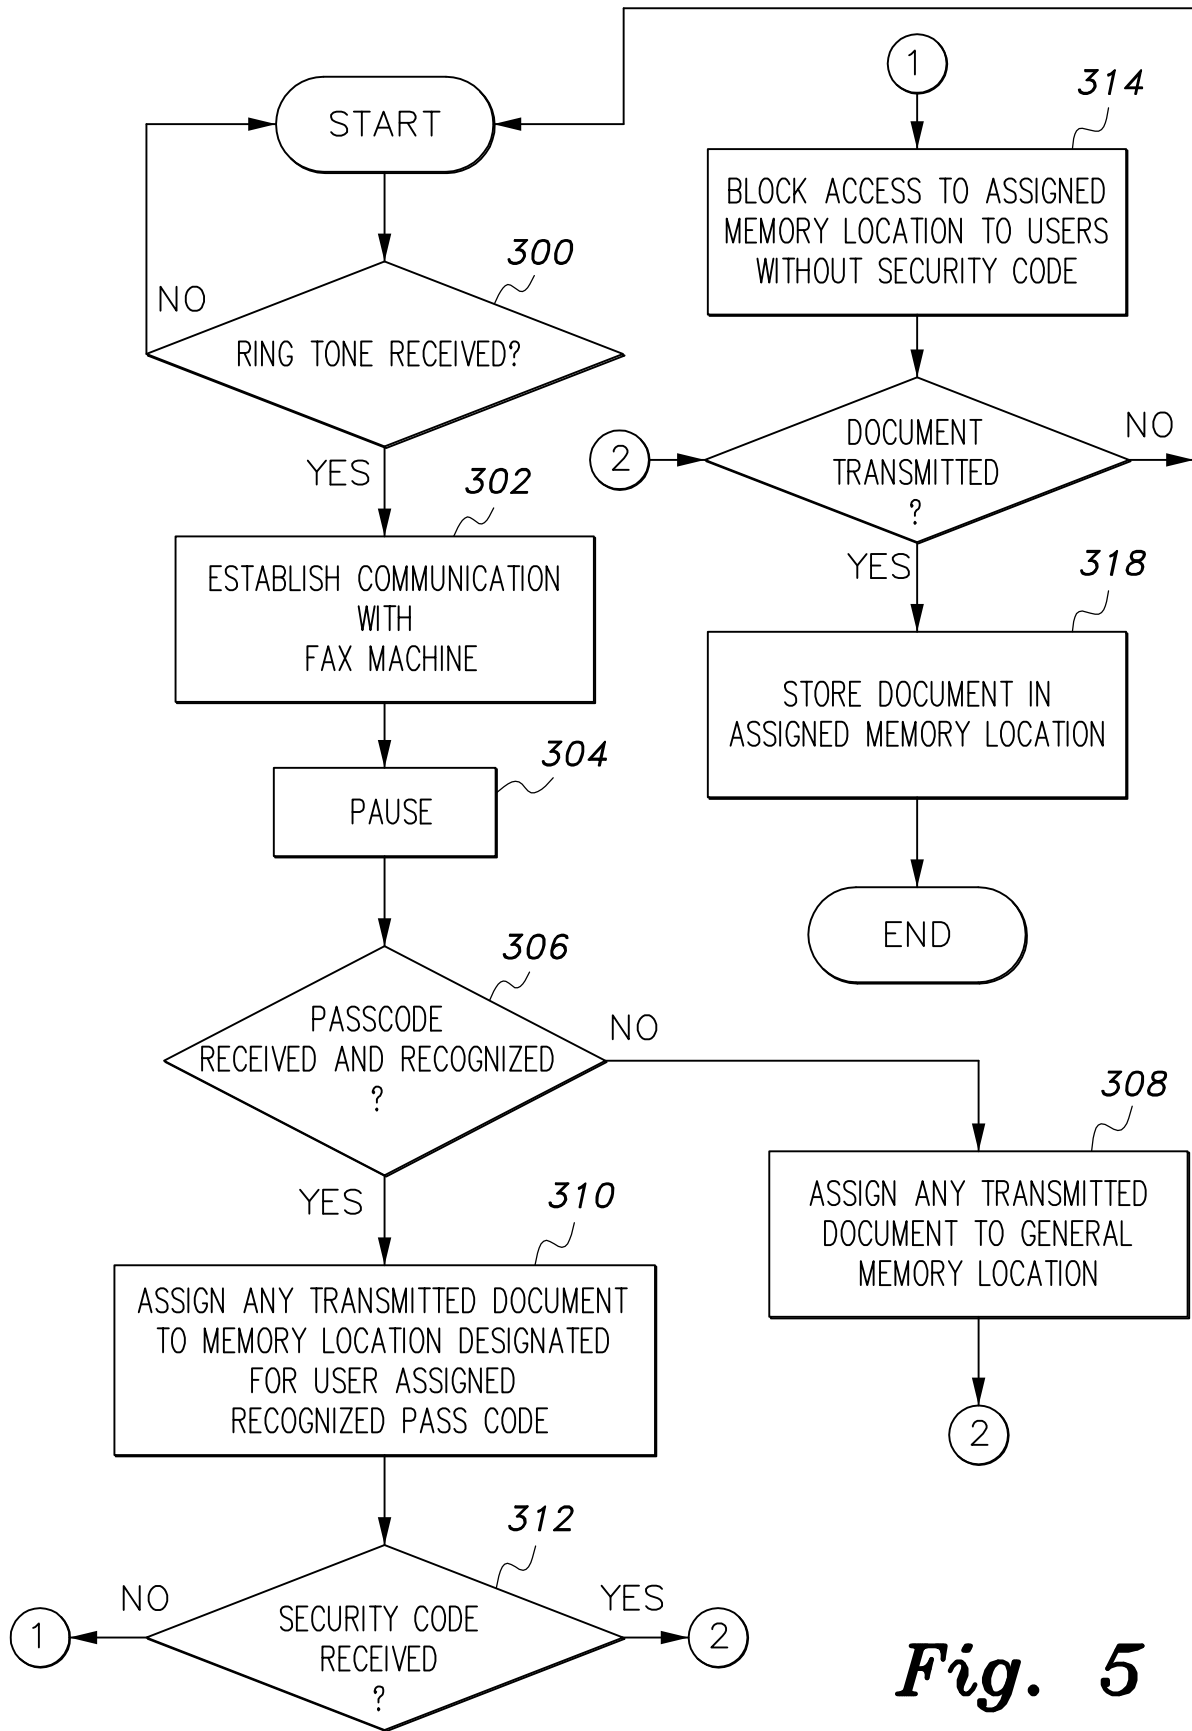 START
300
NO
RING TONE RECEIVED?
YES
302
ESTABLISH COMMUNICATION
WITH
FAX MACHINE
304
PAUSE
306
PASSCODE
RECEIVED AND RECOGNIZED
?
NO
YES
308
ASSIGN ANY TRANSMITTED
DOCUMENT TO GENERAL
MEMORY LOCATION
2
310
ASSIGN ANY TRANSMITTED DOCUMENT
TO MEMORY LOCATION DESIGNATED
FOR USER ASSIGNED
RECOGNIZED PASS CODE
312
NO
1
SECURITY CODE
RECEIVED
?
YES
2
1
314
BLOCK ACCESS TO ASSIGNED
MEMORY LOCATION TO USERS
WITHOUT SECURITY CODE
2
DOCUMENT
TRANSMITTED
?
NO
YES
318
STORE DOCUMENT IN
ASSIGNED MEMORY LOCATION
END
Fig. 5